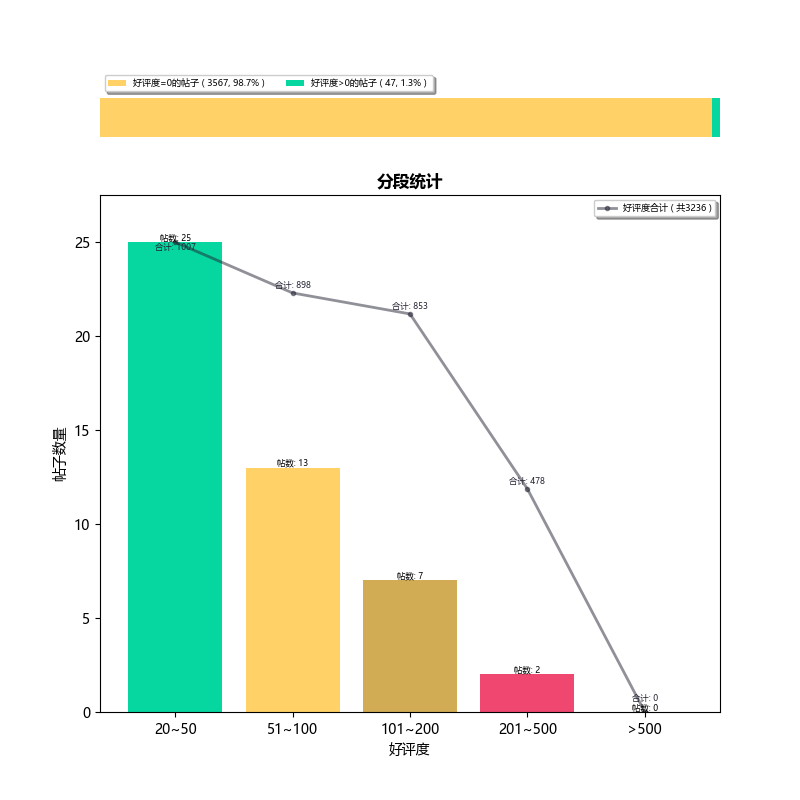 好评度=0的帖子 ( 3567, 98.7% )
好评度>0的帖子 ( 47, 1.3% )
分段统计
好评度合计 ( 共3236 )
帖子数量
25
20
15
10
5
0
帖数: 25
合计: 1007
合计: 898
合计: 853
合计: 478
合计: 0
帖数: 13
帖数: 7
帖数: 2
帖数: 0
20~50
51~100
101~200
201~500
>500
好评度